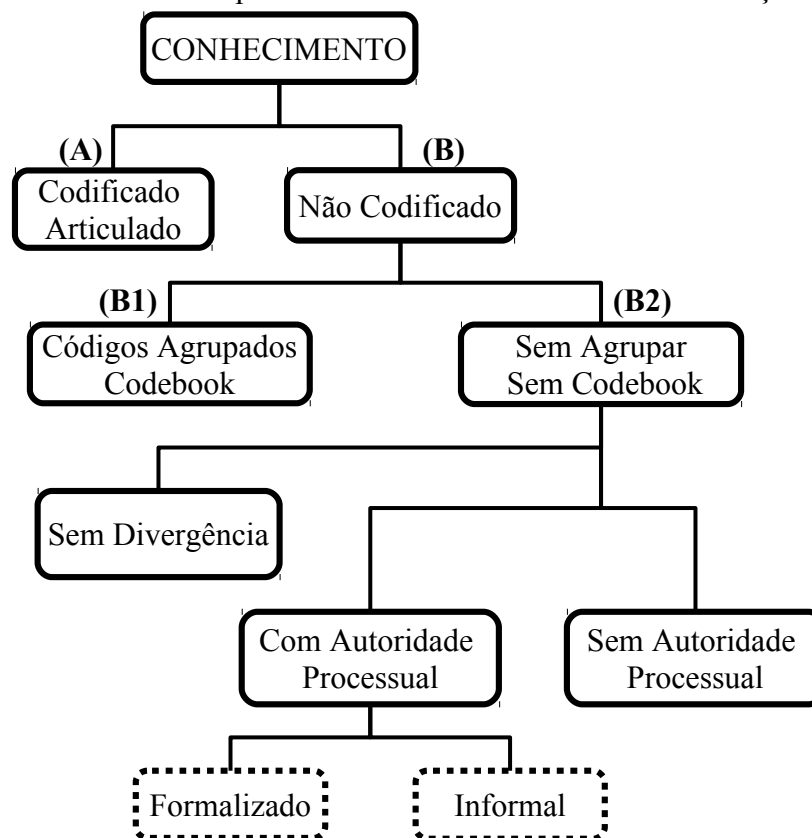 CONHECIMENTO
(A)
(B)
Codificado
Articulado
Não Codificado
(B1)
(B2)
Códigos Agrupados
Codebook
Sem Agrupar
Sem Codebook
Sem Divergência
Com Autoridade
Processual
Sem Autoridade
Processual
Formalizado
Informal